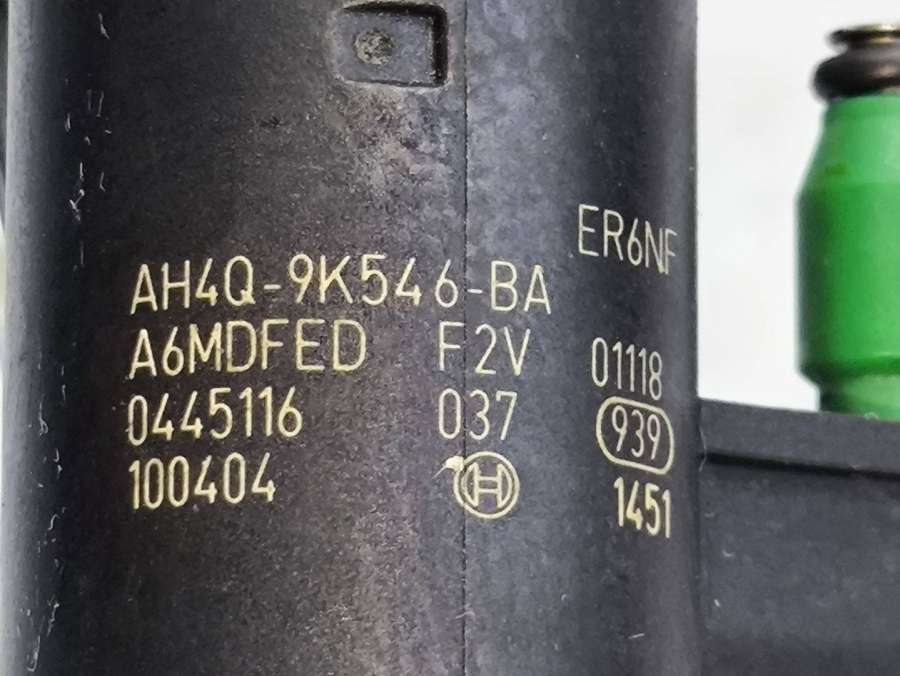 ER6NF
AH4Q-9K546-BA
A6MDFED F2V 01118
0445116 037 939
100404 H 1451